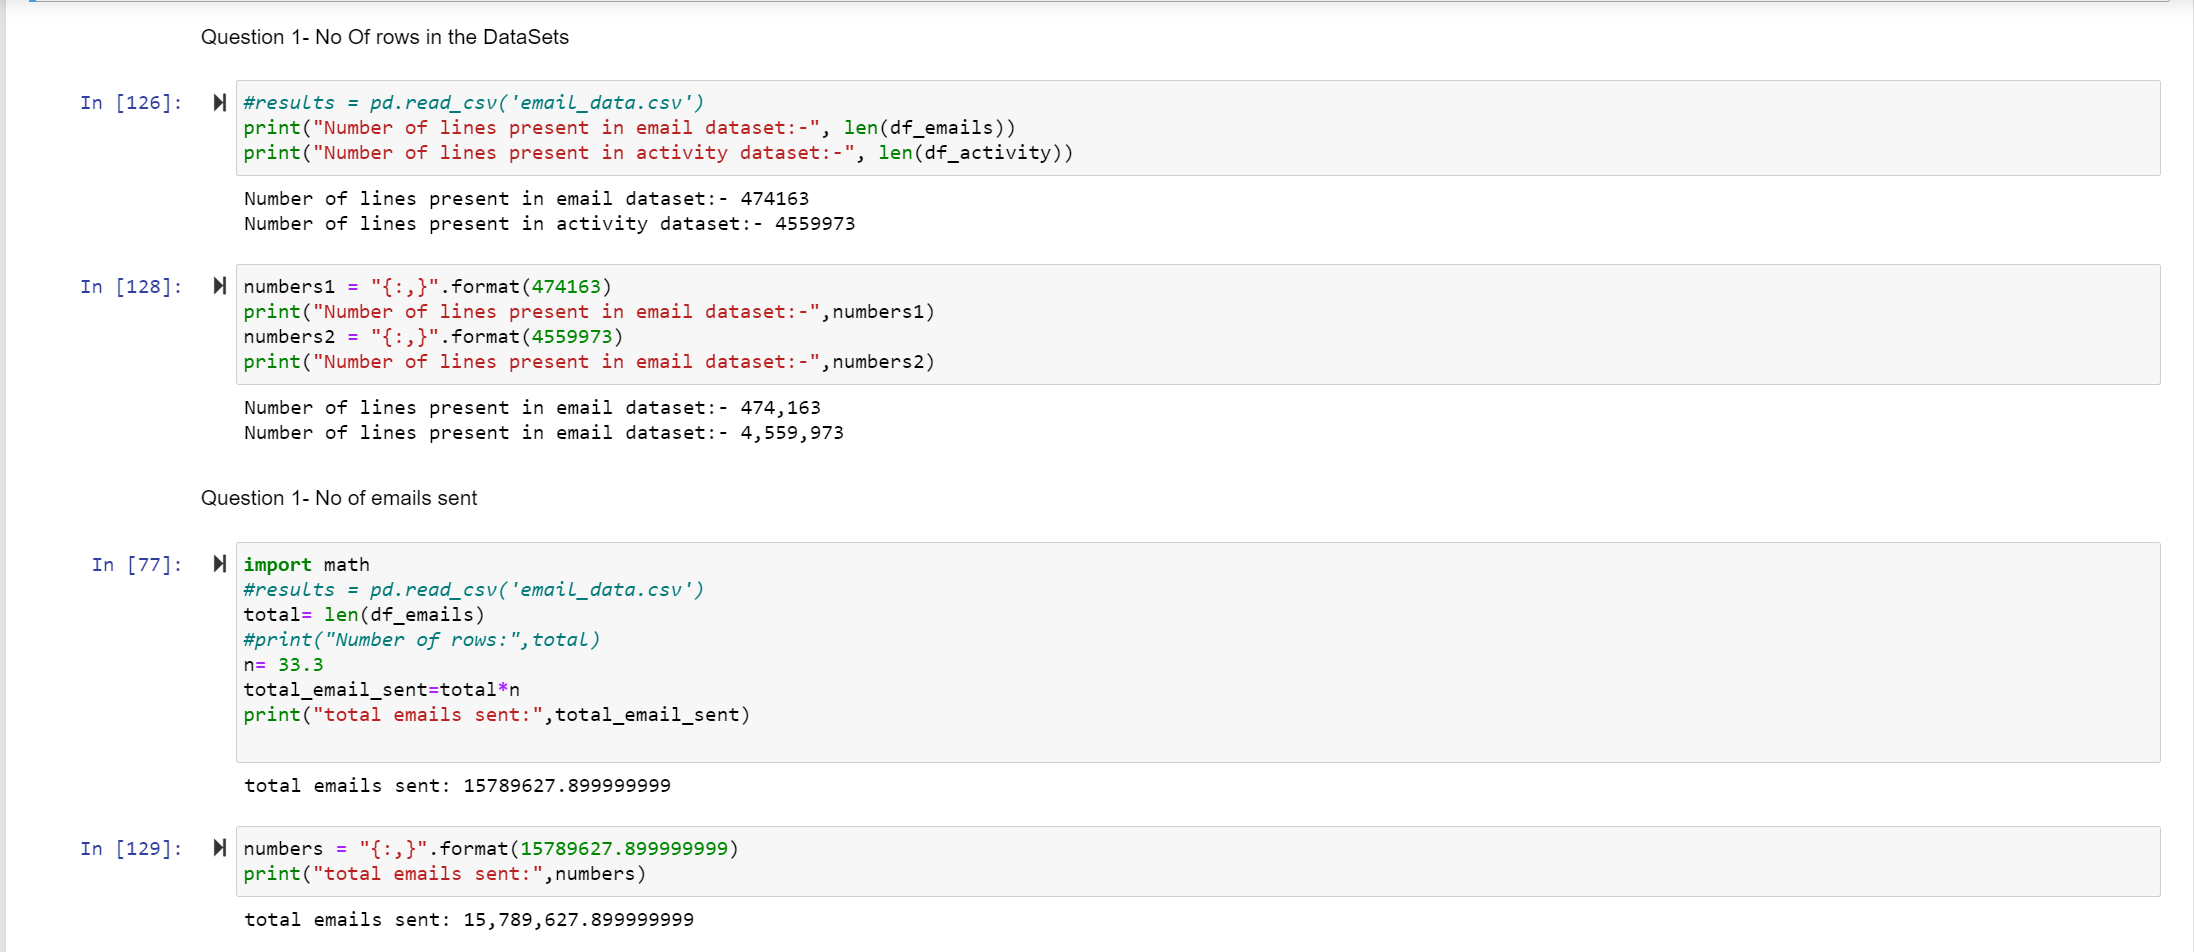 Question 1- No Of rows in the DataSets
In [126]: #results = pd.read_csv('email_data.csv')
print("Number of lines present in email dataset:-", len(df_emails))
print("Number of lines present in activity dataset:-", len(df_activity))
Number of lines present in email dataset:- 474163
Number of lines present in activity dataset:- 4559973
In [128]: numbers1 = "{:,}".format(474163)
print("Number of lines present in email dataset:-",numbers1)
numbers2 = "{:,}".format(4559973)
print("Number of lines present in email dataset:-",numbers2)
Number of lines present in email dataset:- 474,163
Number of lines present in email dataset:- 4,559,973
Question 1- No of emails sent
In [77]: import math
#results = pd.read_csv('email_data.csv')
total= len(df_emails)
#print("Number of rows:",total)
n= 33.3
total_email_sent=total*n
print("total emails sent:",total_email_sent)
total emails sent: 15789627.899999999
In [129]: numbers = "{:,}".format(15789627.899999999)
print("total emails sent:",numbers)
total emails sent: 15,789,627.899999999